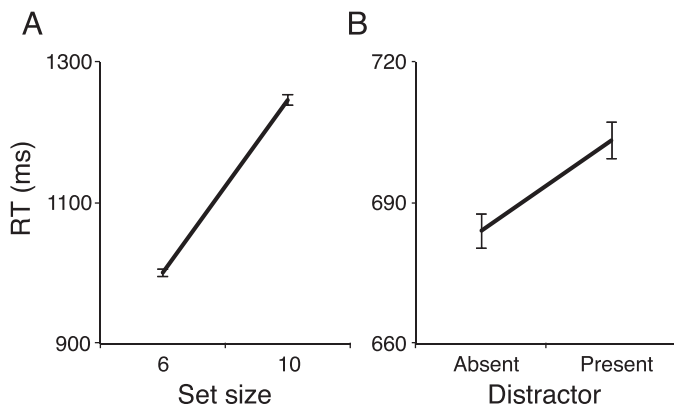 A
B
1300
1100
900
RT (ms)
6
10
Set size
720
690
660
Absent
Present
Distractor